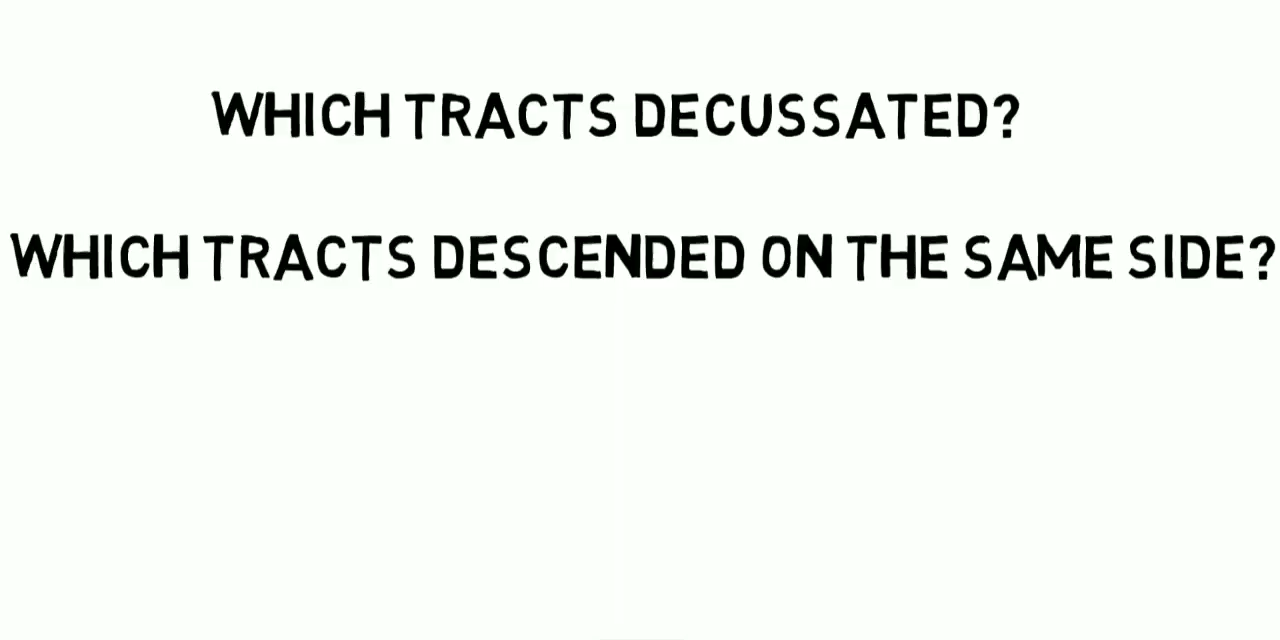 WHICH TRACTS DECUSSATED?
WHICH TRACTS DESCENDED ON THE SAME SIDE?